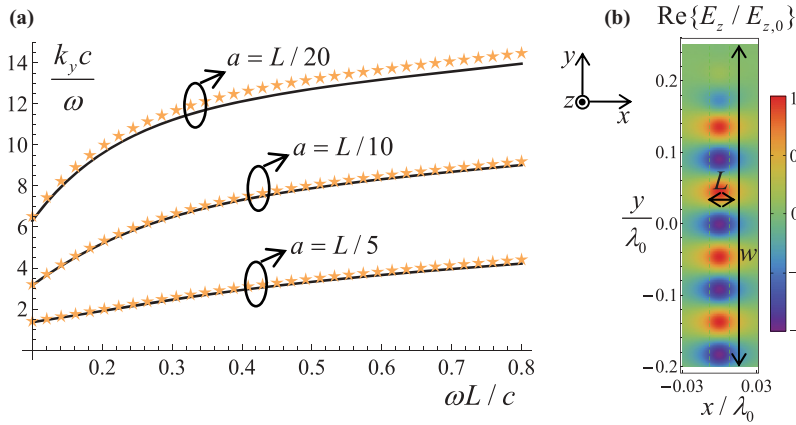 (a)
k_y c / ω
14
12
10
8
6
4
2
a = L / 20
a = L / 10
a = L / 5
0.2 0.3 0.4 0.5 0.6 0.7 0.8
ωL / c
(b)
Re{E_z / E_{z,0}}
y
z
x
y / λ_0
0.2
0.1
0.0
−0.1
−0.2
L
w
−0.03 0.03
x / λ_0
1
0